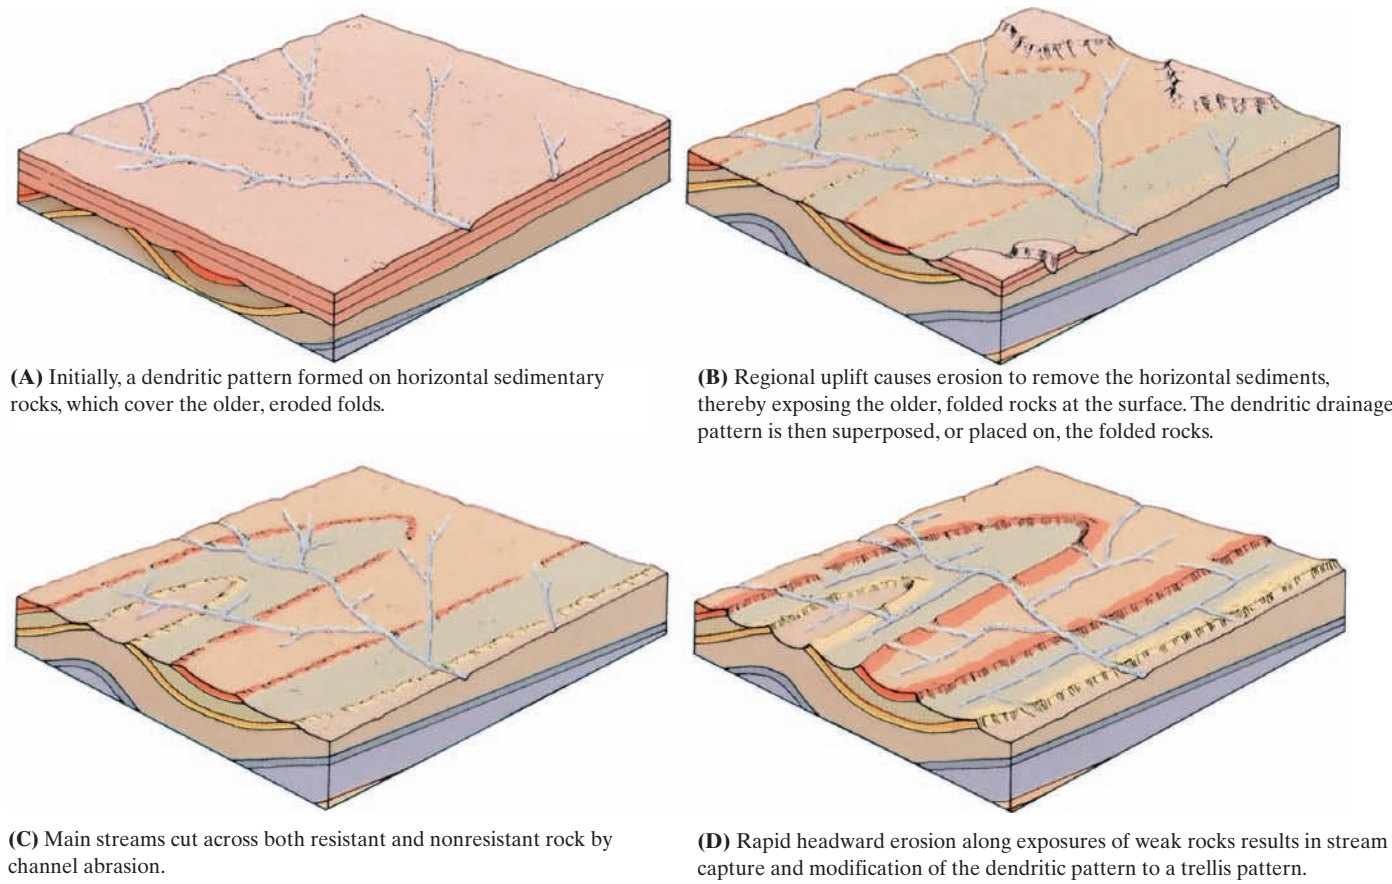 (A) Initially, a dendritic pattern formed on horizontal sedimentary
rocks, which cover the older, eroded folds.
(B) Regional uplift causes erosion to remove the horizontal sediments,
thereby exposing the older, folded rocks at the surface. The dendritic drainage
pattern is then superposed, or placed on, the folded rocks.
(C) Main streams cut across both resistant and nonresistant rock by
channel abrasion.
(D) Rapid headward erosion along exposures of weak rocks results in stream
capture and modification of the dendritic pattern to a trellis pattern.